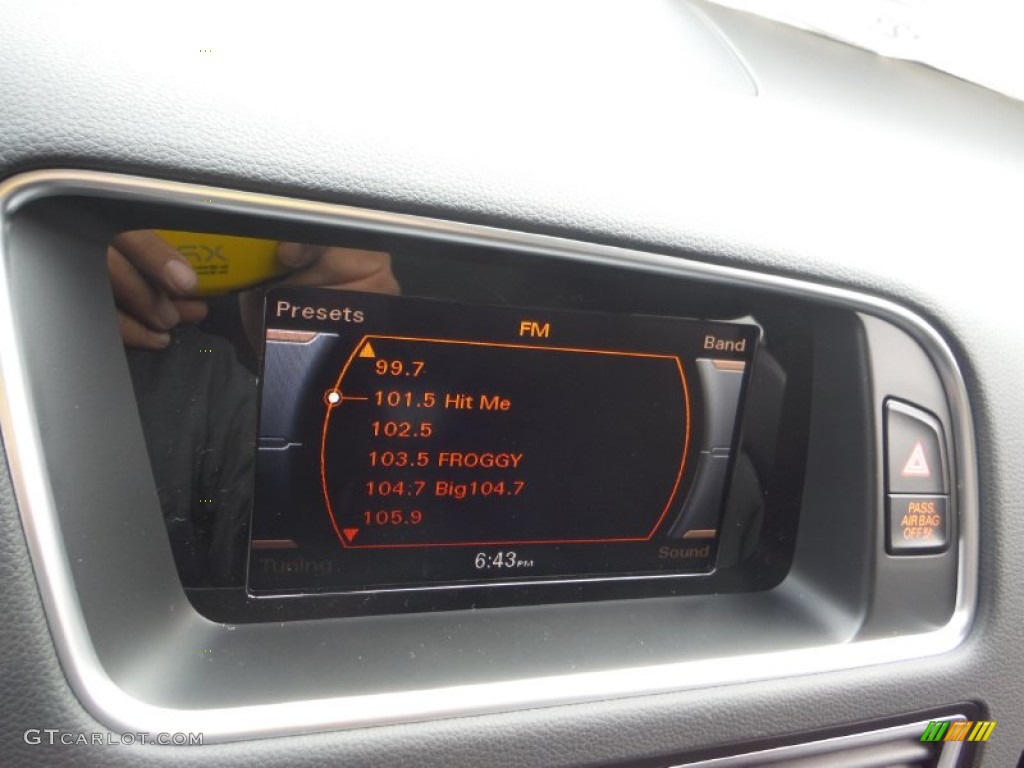 Presets
FM
Band
99.7
101.5 Hit Me
102.5
103.5 FROGGY
104.7 Big104.7
105.9
Tuning
6:43PM
Sound
PASS
AIR BAG
OFF
GTCARLOT.COM